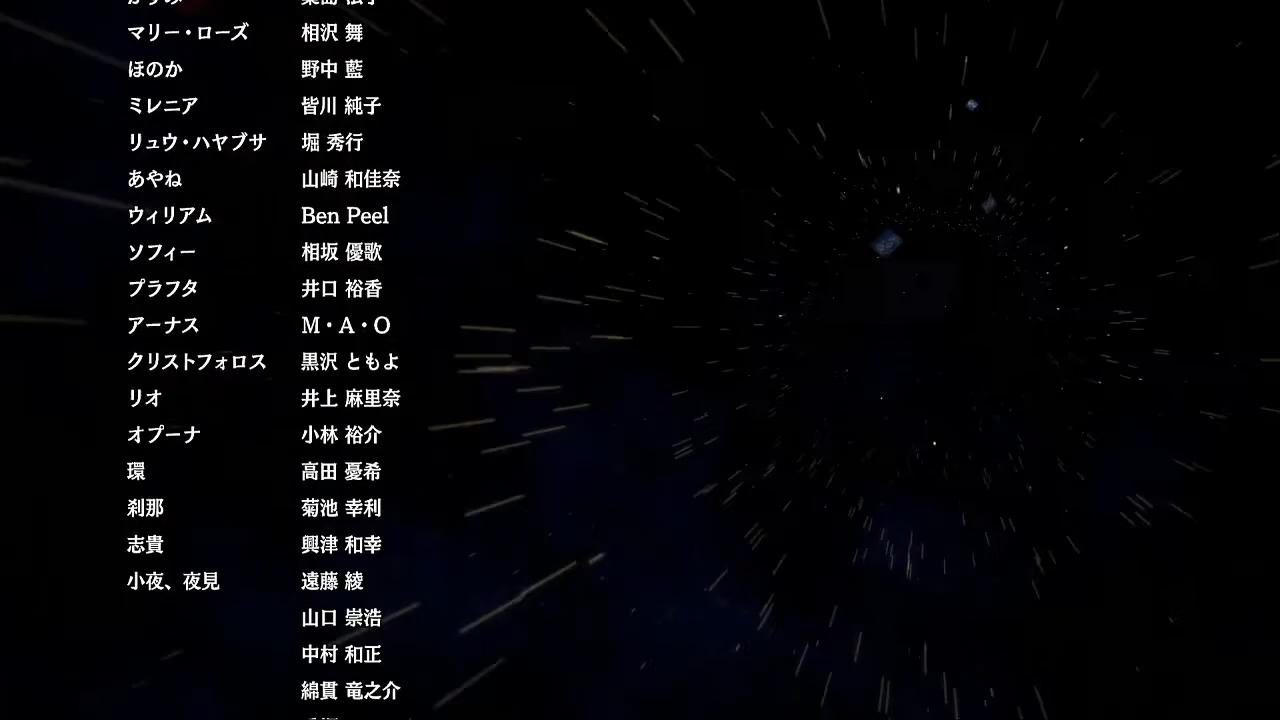 マリー・ローズ 相沢 舞
ほのか 野中 藍
ミレニア 皆川 純子
リュウ・ハヤブサ 堀 秀行
あやね 山崎 和佳奈
ウィリアム Ben Peel
ソフィー 相坂 優歌
プラフタ 井口 裕香
アーナス M・A・O
クリストフォロス 黒沢 ともよ
リオ 井上 麻里奈
オプーナ 小林 裕介
環 高田 憂希
刹那 菊池 幸利
志貴 興津 和幸
小夜、夜見 遠藤 綾
山口 崇浩
中村 和正
綿貫 竜之介